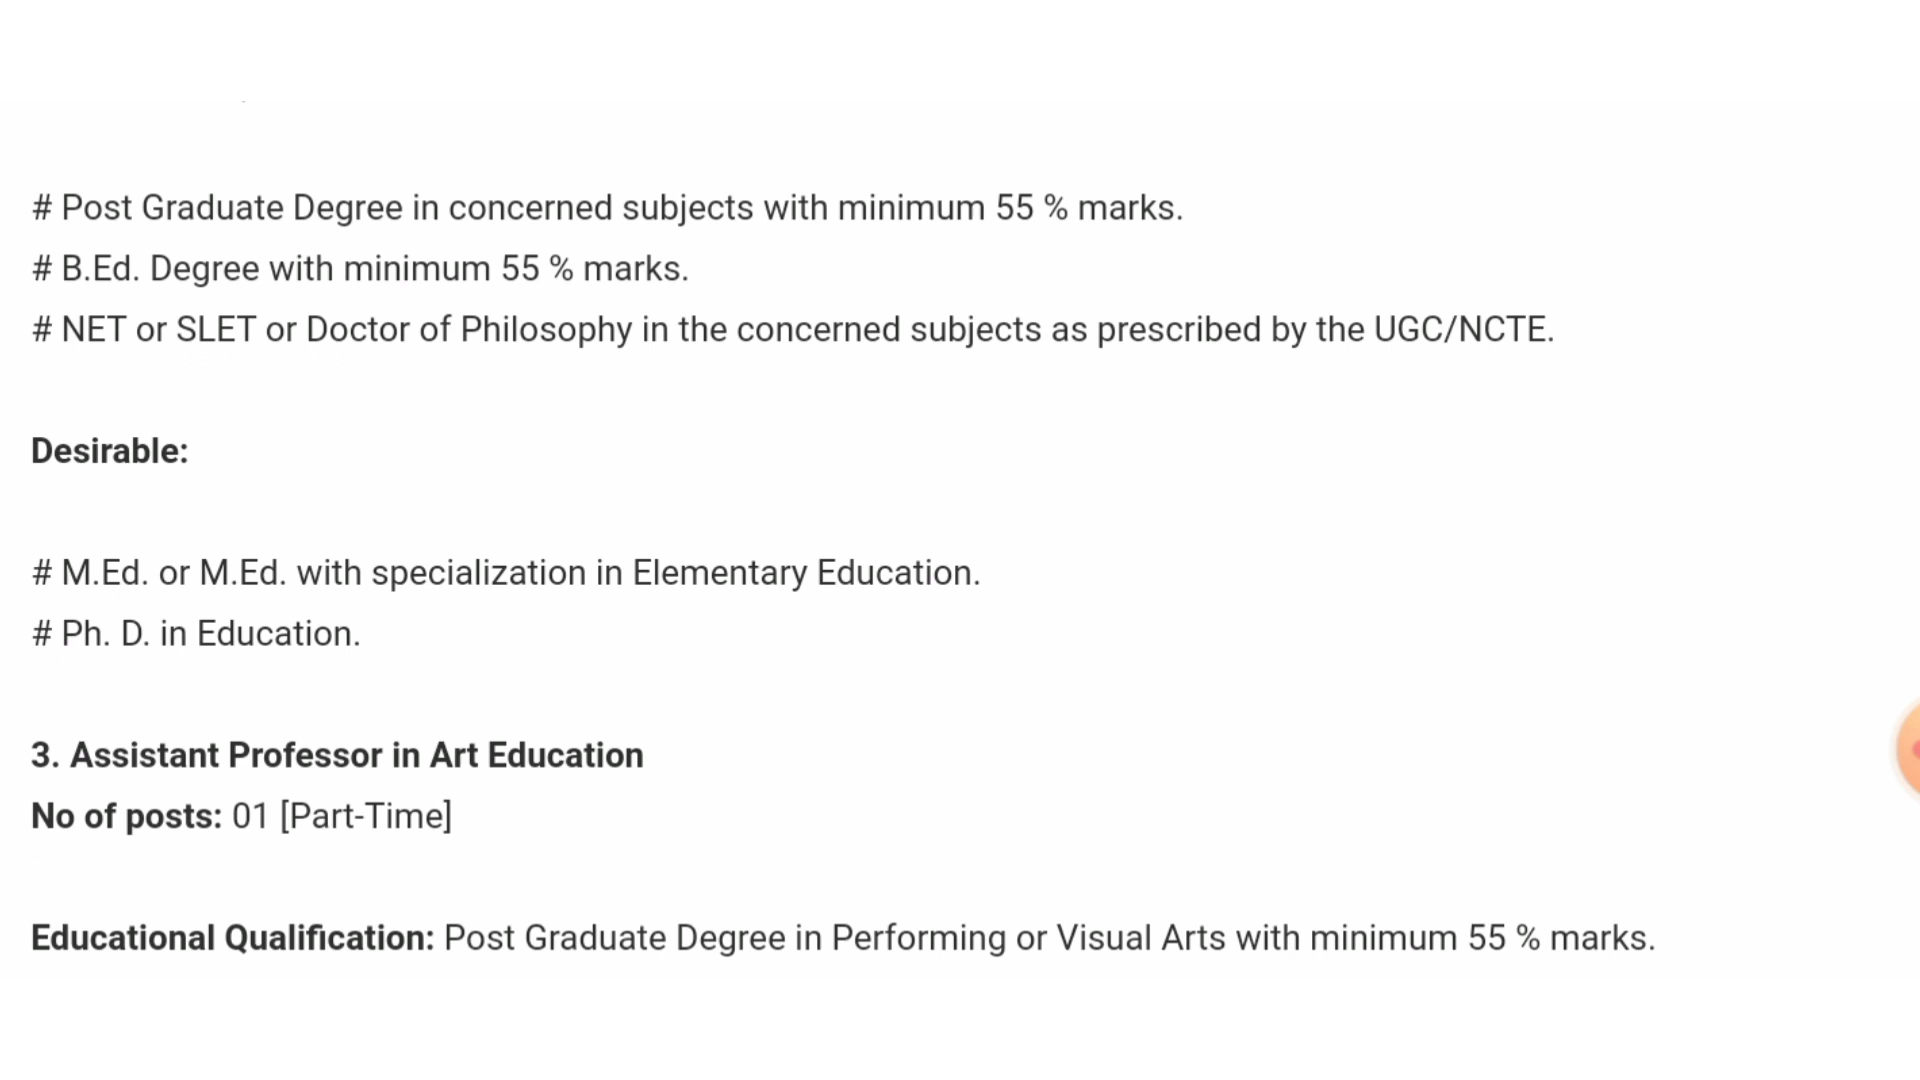 # Post Graduate Degree in concerned subjects with minimum 55 % marks.
# B.Ed. Degree with minimum 55 % marks.
# NET or SLET or Doctor of Philosophy in the concerned subjects as prescribed by the UGC/NCTE.
Desirable:
# M.Ed. or M.Ed. with specialization in Elementary Education.
# Ph. D. in Education.
3. Assistant Professor in Art Education
No of posts: 01 [Part-Time]
Educational Qualification: Post Graduate Degree in Performing or Visual Arts with minimum 55 % marks.